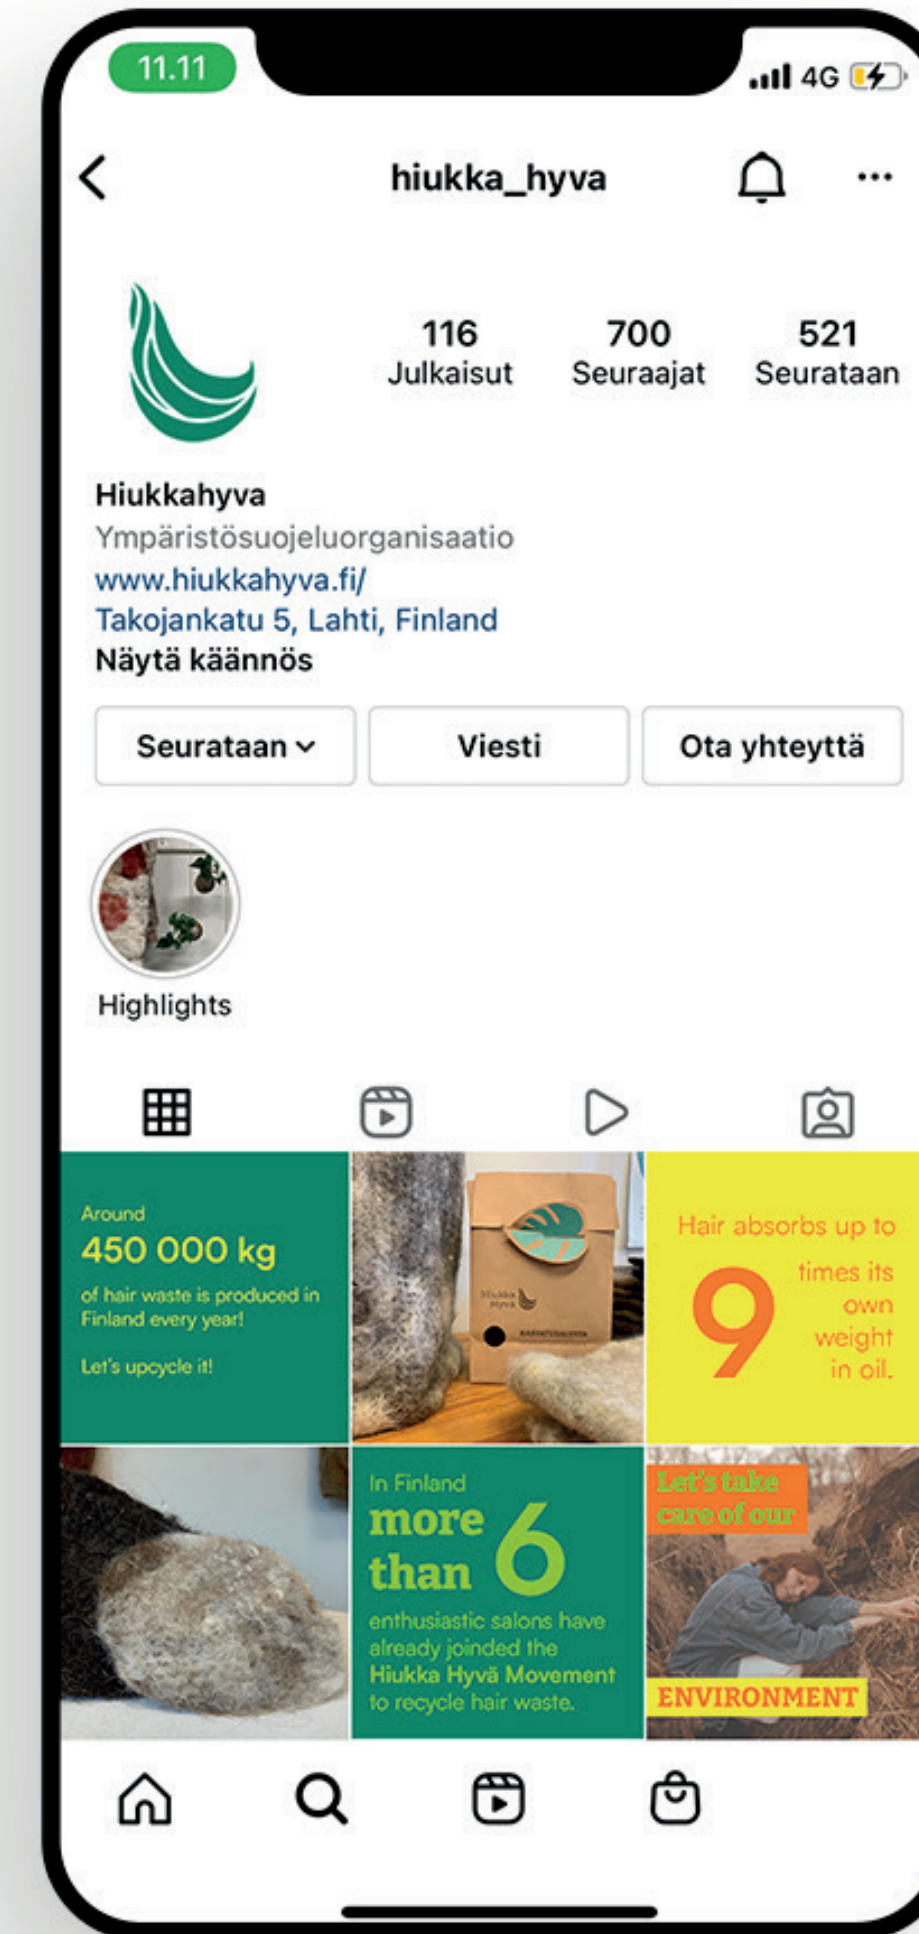 11.11
4G
hiukka_hyva
116 700 521
Julkaisut Seuraajat Seurataan
Hiukkahyva
Ympäristösuojeluorganisaatio
www.hiukkahyva.fi/
Takojankatu 5, Lahti, Finland
Näytä käännös
Seurataan
Viesti
Ota yhteyttä
Highlights
Around
450 000 kg
of hair waste is produced in
Finland every year!
Let's upcycle it!
Hiukka
Hyvä
Hair absorbs up to
9
times its
own
weight
in oil.
In Finland
more
than 6
enthusiastic salons have
already joinded the
Hiukka Hyvä Movement
to recycle hair waste.
Let's take
care of our
ENVIRONMENT